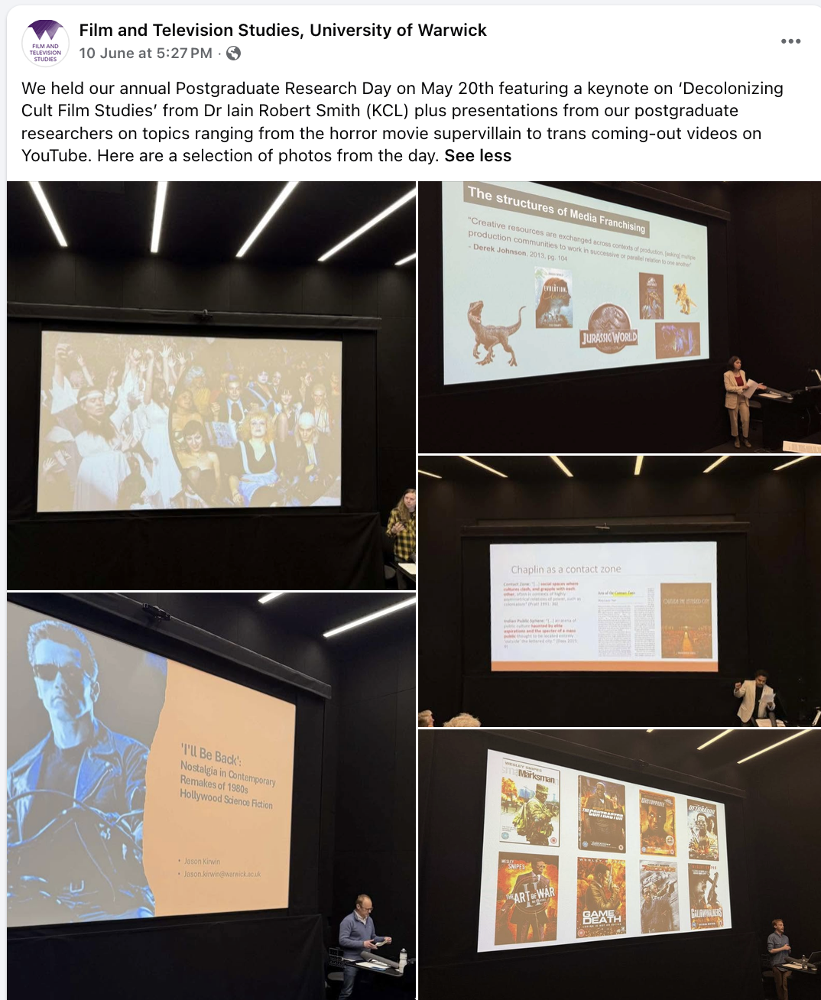 Film and Television Studies, University of Warwick
10 June at 5:27 PM ·
FILM AND
TELEVISION
STUDIES
We held our annual Postgraduate Research Day on May 20th featuring a keynote on ‘Decolonizing
Cult Film Studies’ from Dr Iain Robert Smith (KCL) plus presentations from our postgraduate
researchers on topics ranging from the horror movie supervillain to trans coming-out videos on
YouTube. Here are a selection of photos from the day. See less
The structures of Media Franchising
"Creative resources are exchanged across contexts of production, [asking] multiple
production communities to work in successive or parallel relation to one another"
- Derek Johnson, 2013, pg. 104
EVOLUTION
JURASSIC WORLD
Chaplin as a contact zone
Contact Zone: "[...] social spaces where
cultures clash, and grapple with each
other, often in contexts of highly
asymmetrical relations of power, such as
Indian Public Sphere: "[...] an arena of
public culture haunted by elite
aspirations and the specter of a mass
public thought to be located entirely
'outside' the lettered city."
Arts of the Contact Zone
OUTSIDE THE LETTERED CITY
'I'll Be Back':
Nostalgia in Contemporary
Remakes of 1980s
Hollywood Science Fiction
• Jason Kirwin
• Jason.kirwin@warwick.ac.uk
WESLEY SNIPES
Marksman
THE CONTRACTOR
UNSTOPPABLE
DETONATOR
WESLEY
SNIPES
THE ART OF WAR
GAME
DEATH
GALLOWWALKERS